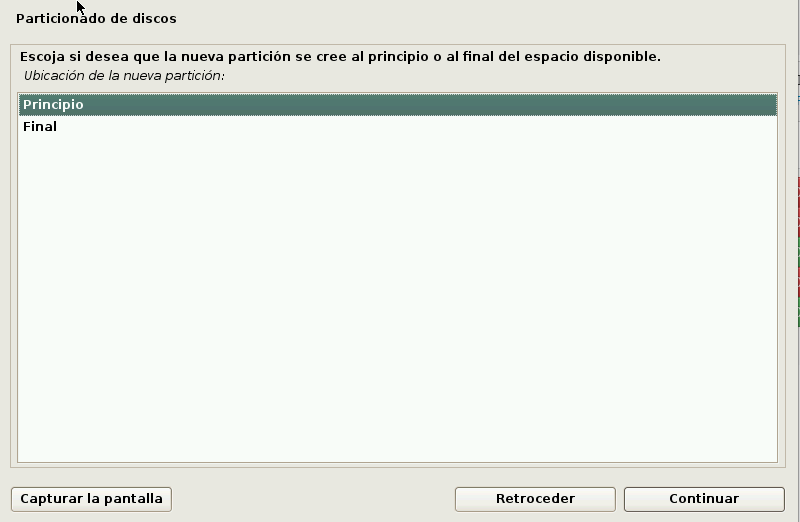 Particionado de discos
Escoja si desea que la nueva partición se cree al principio o al final del espacio disponible.
Ubicación de la nueva partición:
Principio
Final
Capturar la pantalla
Retroceder
Continuar